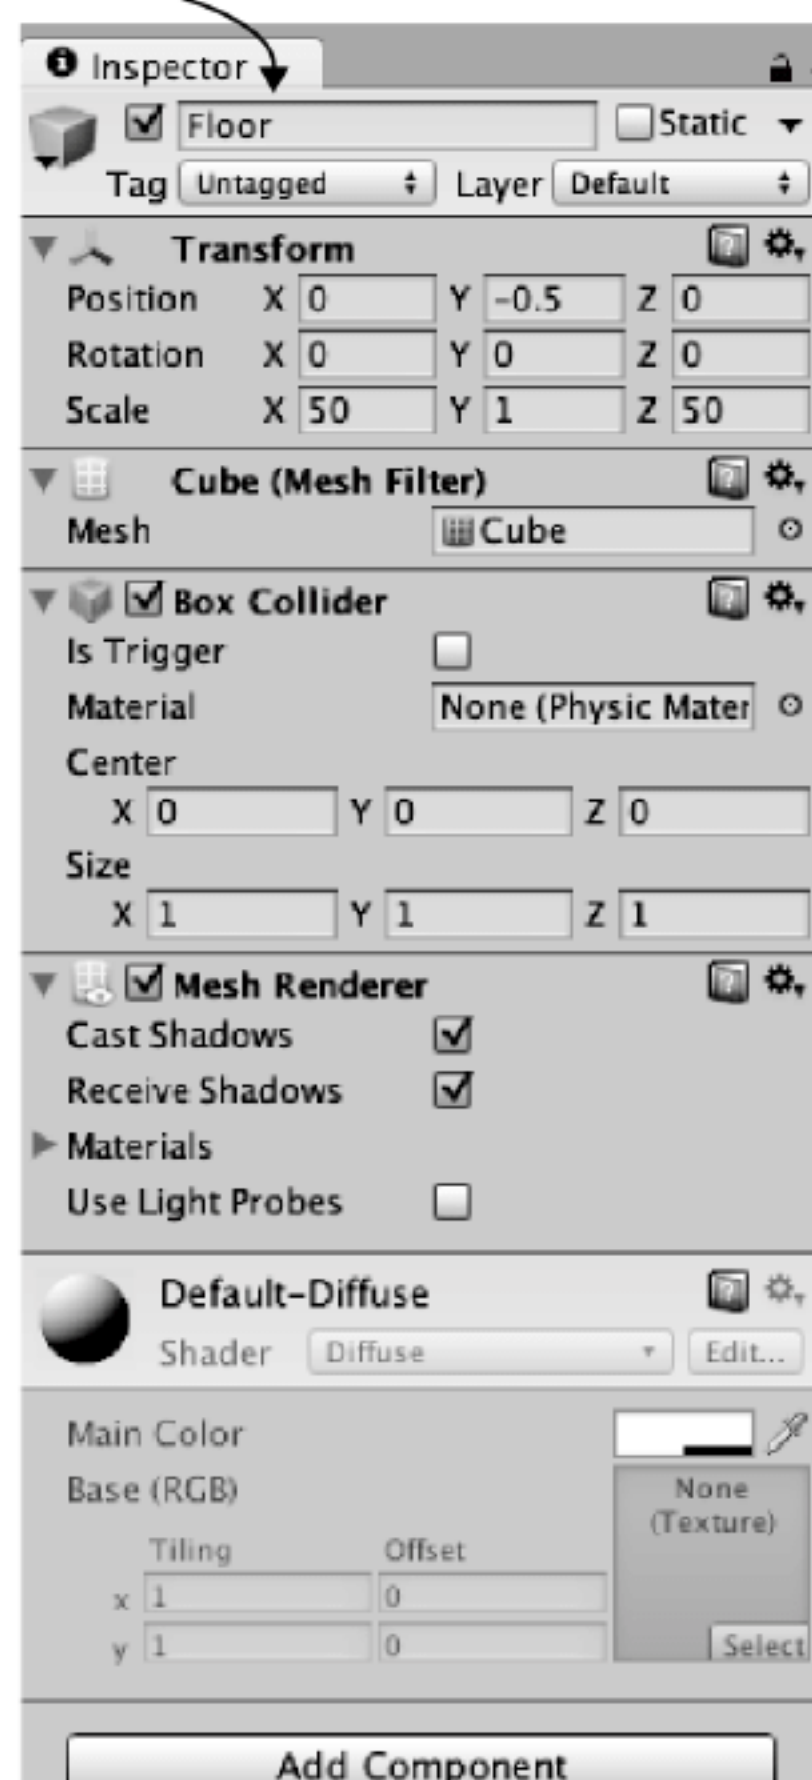 Inspector
Floor Static
Tag Untagged Layer Default
Transform
Position X 0 Y -0.5 Z 0
Rotation X 0 Y 0 Z 0
Scale X 50 Y 1 Z 50
Cube (Mesh Filter)
Mesh Cube
Box Collider
Is Trigger
Material None (Physic Mater
Center
X 0 Y 0 Z 0
Size
X 1 Y 1 Z 1
Mesh Renderer
Cast Shadows
Receive Shadows
Materials
Use Light Probes
Default-Diffuse
Shader Diffuse Edit...
Main Color
Base (RGB) None
(Texture)
Tiling Offset
x 1 0
y 1 0 Select
Add Component